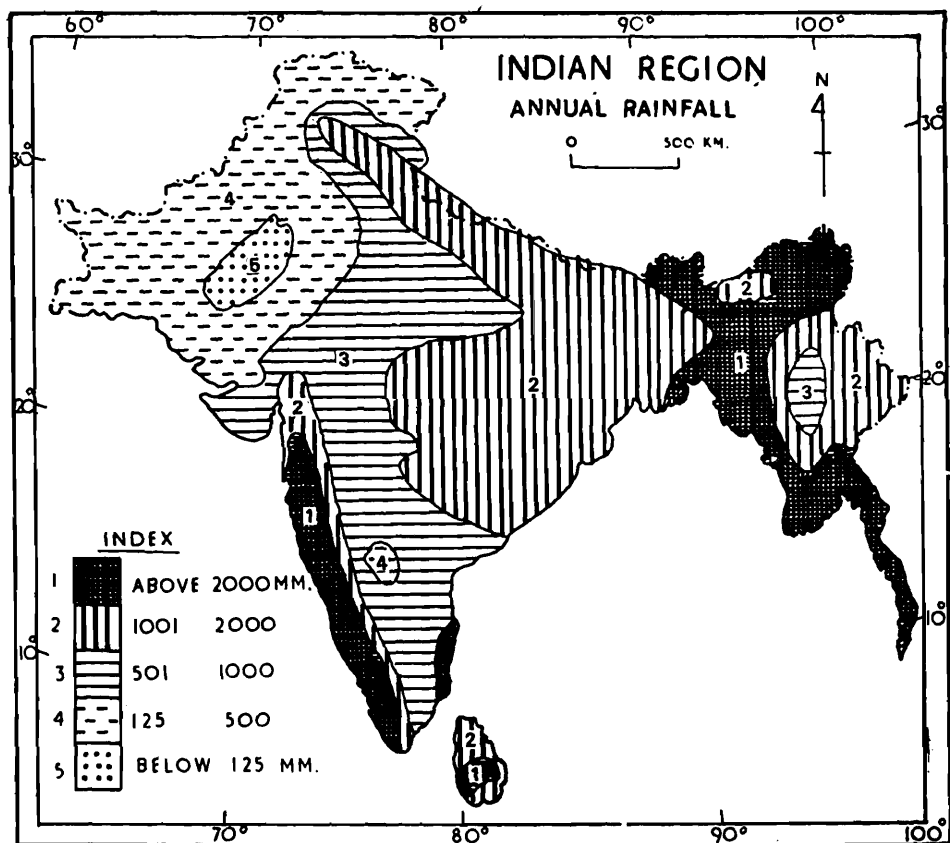 60° 70° 80° 90° 100°
INDIAN REGION
ANNUAL RAINFALL
N
0 500 KM.
30° 30°
4
5
2
1
3
2
3
2
20° 20°
2
1
4
INDEX
1 ABOVE 2000 MM.
2 1001 2000
3 501 1000
4 125 500
5 BELOW 125 MM.
10° 10°
2
1
70° 80° 90° 100°